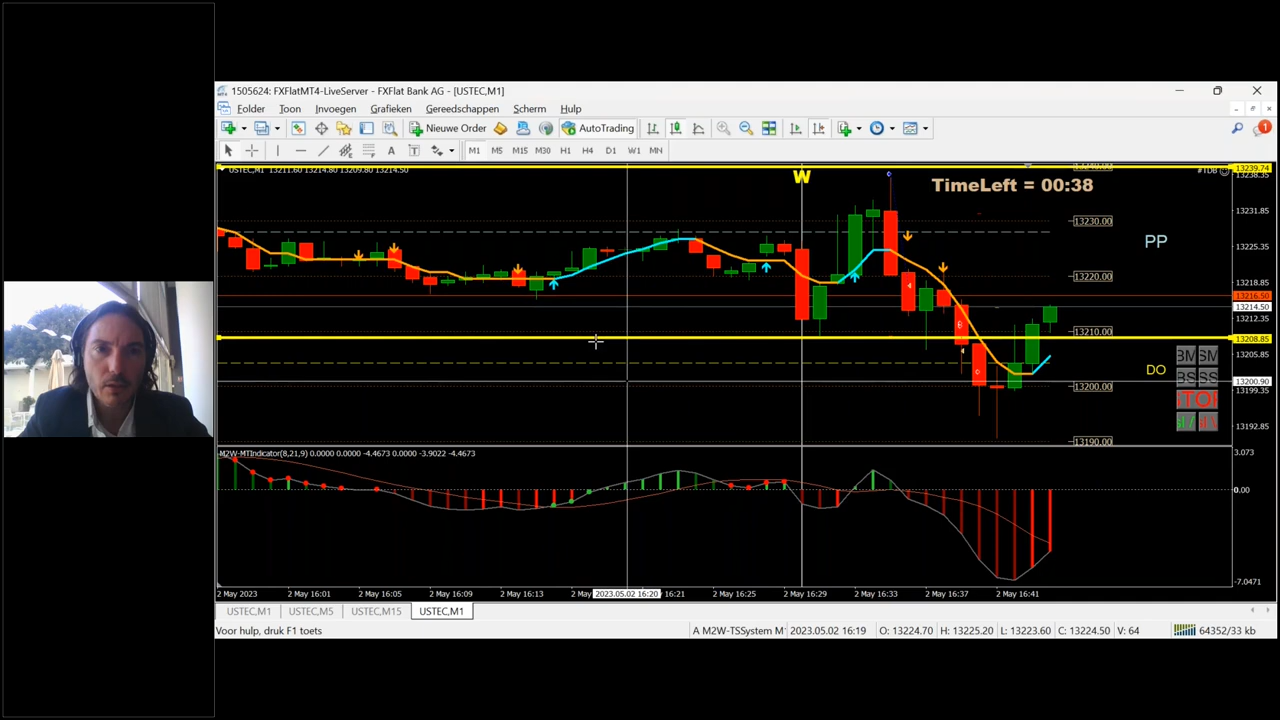 1505624: FXFlatMT4-LiveServer - FXFlat Bank AG - [USTEC,M1]
Folder Toon Invoegen Grafieken Gereedschappen Scherm Hulp
Nieuwe Order AutoTrading
1
A T M1 M5 M15 M30 H1 H4 D1 W1 MN
USTEC,M1 13211.60 13214.80 13209.80 13214.50
W
TimeLeft = 00:38
#TDB
13239.74
13238.35
13231.85
13230.00
PP
13225.35
13220.00
13218.85
13216.50
13214.50
13212.35
13210.00
13208.85
13205.85
DO
BM SM
BS SS
13200.90
13200.00
13199.35
13192.85
13190.00
M2W-MTIndicator(8,21,9) 0.0000 0.0000 -4.4673 0.0000 -3.9022 -4.4673
3.073
0.00
-7.0471
2 May 2023 2 May 16:01 2 May 16:05 2 May 16:09 2 May 16:13 2 May 2023.05.02 16:20 16:21 2 May 16:25 2 May 16:29 2 May 16:33 2 May 16:37 2 May 16:41
USTEC,M1 USTEC,M5 USTEC,M15 USTEC,M1
Voor hulp, druk F1 toets A M2W-TSSystem M1 2023.05.02 16:19 O: 13224.70 H: 13225.20 L: 13223.60 C: 13224.50 V: 64 64352/33 kb